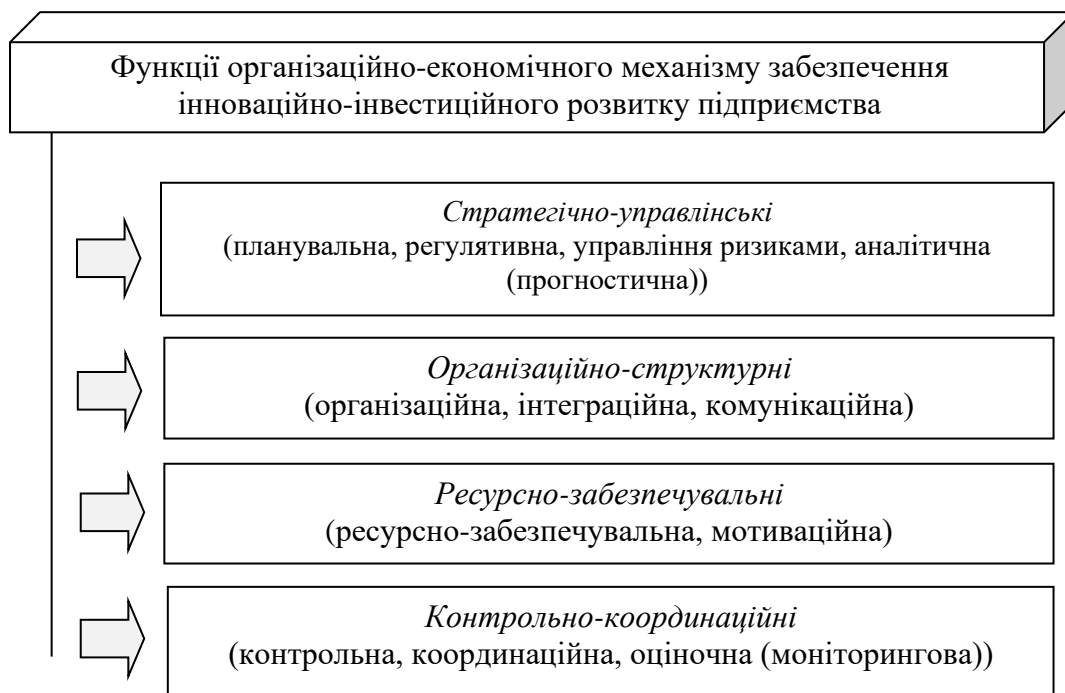 Функції організаційно-економічного механізму забезпечення
інноваційно-інвестиційного розвитку підприємства
Стратегічно-управлінські
(планувальна, регулятивна, управління ризиками, аналітична
(прогностична))
Організаційно-структурні
(організаційна, інтеграційна, комунікаційна)
Ресурсно-забезпечувальні
(ресурсно-забезпечувальна, мотиваційна)
Контрольно-координаційні
(контрольна, координаційна, оціночна (моніторингова))